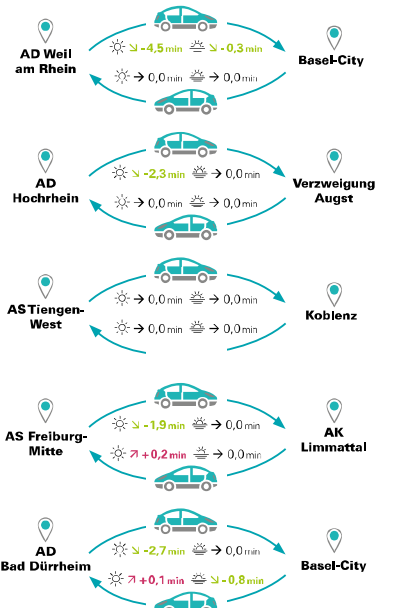 AD Weil
am Rhein
↘ -4,5 min ↘ -0,3 min
→ 0,0 min → 0,0 min
Basel-City
AD
Hochrhein
↘ -2,3 min → 0,0 min
→ 0,0 min → 0,0 min
Verzweigung
Augst
AS Tiengen-
West
→ 0,0 min → 0,0 min
→ 0,0 min → 0,0 min
Koblenz
AS Freiburg-
Mitte
↘ -1,9 min → 0,0 min
↗ +0,2 min → 0,0 min
AK
Limmattal
AD
Bad Dürrheim
↘ -2,7 min → 0,0 min
↗ +0,1 min ↘ -0,8 min
Basel-City